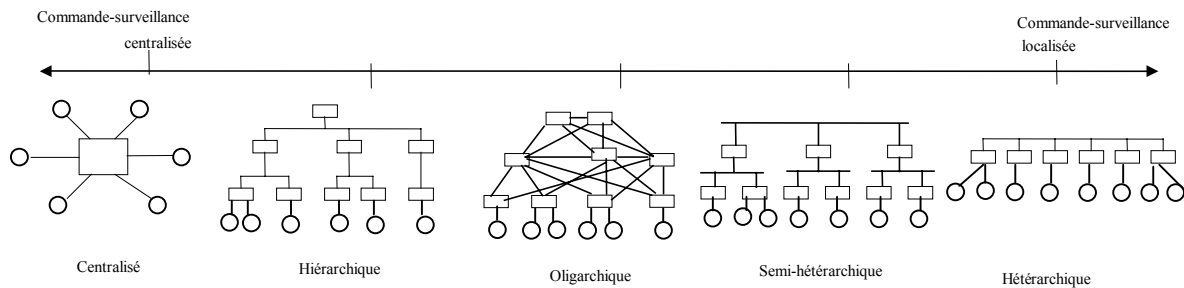 Commande-surveillance
centralisée
Commande-surveillance
localisée
Centralisé
Hiérarchique
Oligarchique
Semi-hétérarchique
Hétérarchique